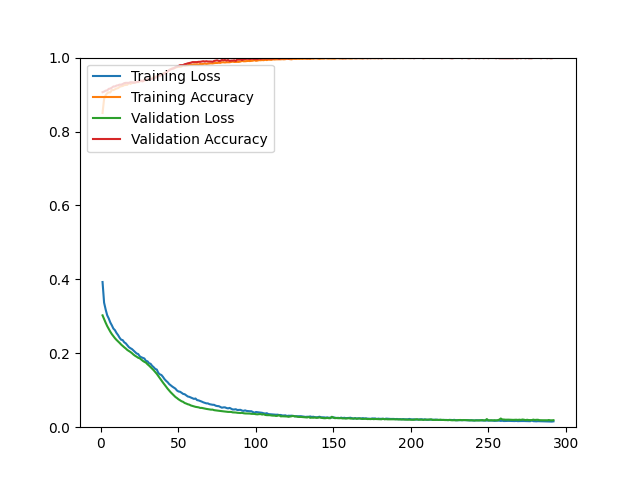 1.0
0.8
0.6
0.4
0.2
0.0
Training Loss
Training Accuracy
Validation Loss
Validation Accuracy
0 50 100 150 200 250 300